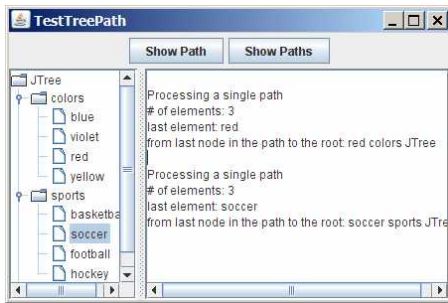 TestTreePath
Show Path Show Paths
JTree
colors
blue
violet
red
yellow
sports
basketba
soccer
football
hockey
Processing a single path
# of elements: 3
last element: red
from last node in the path to the root: red colors JTree
Processing a single path
# of elements: 3
last element: soccer
from last node in the path to the root: soccer sports JTre